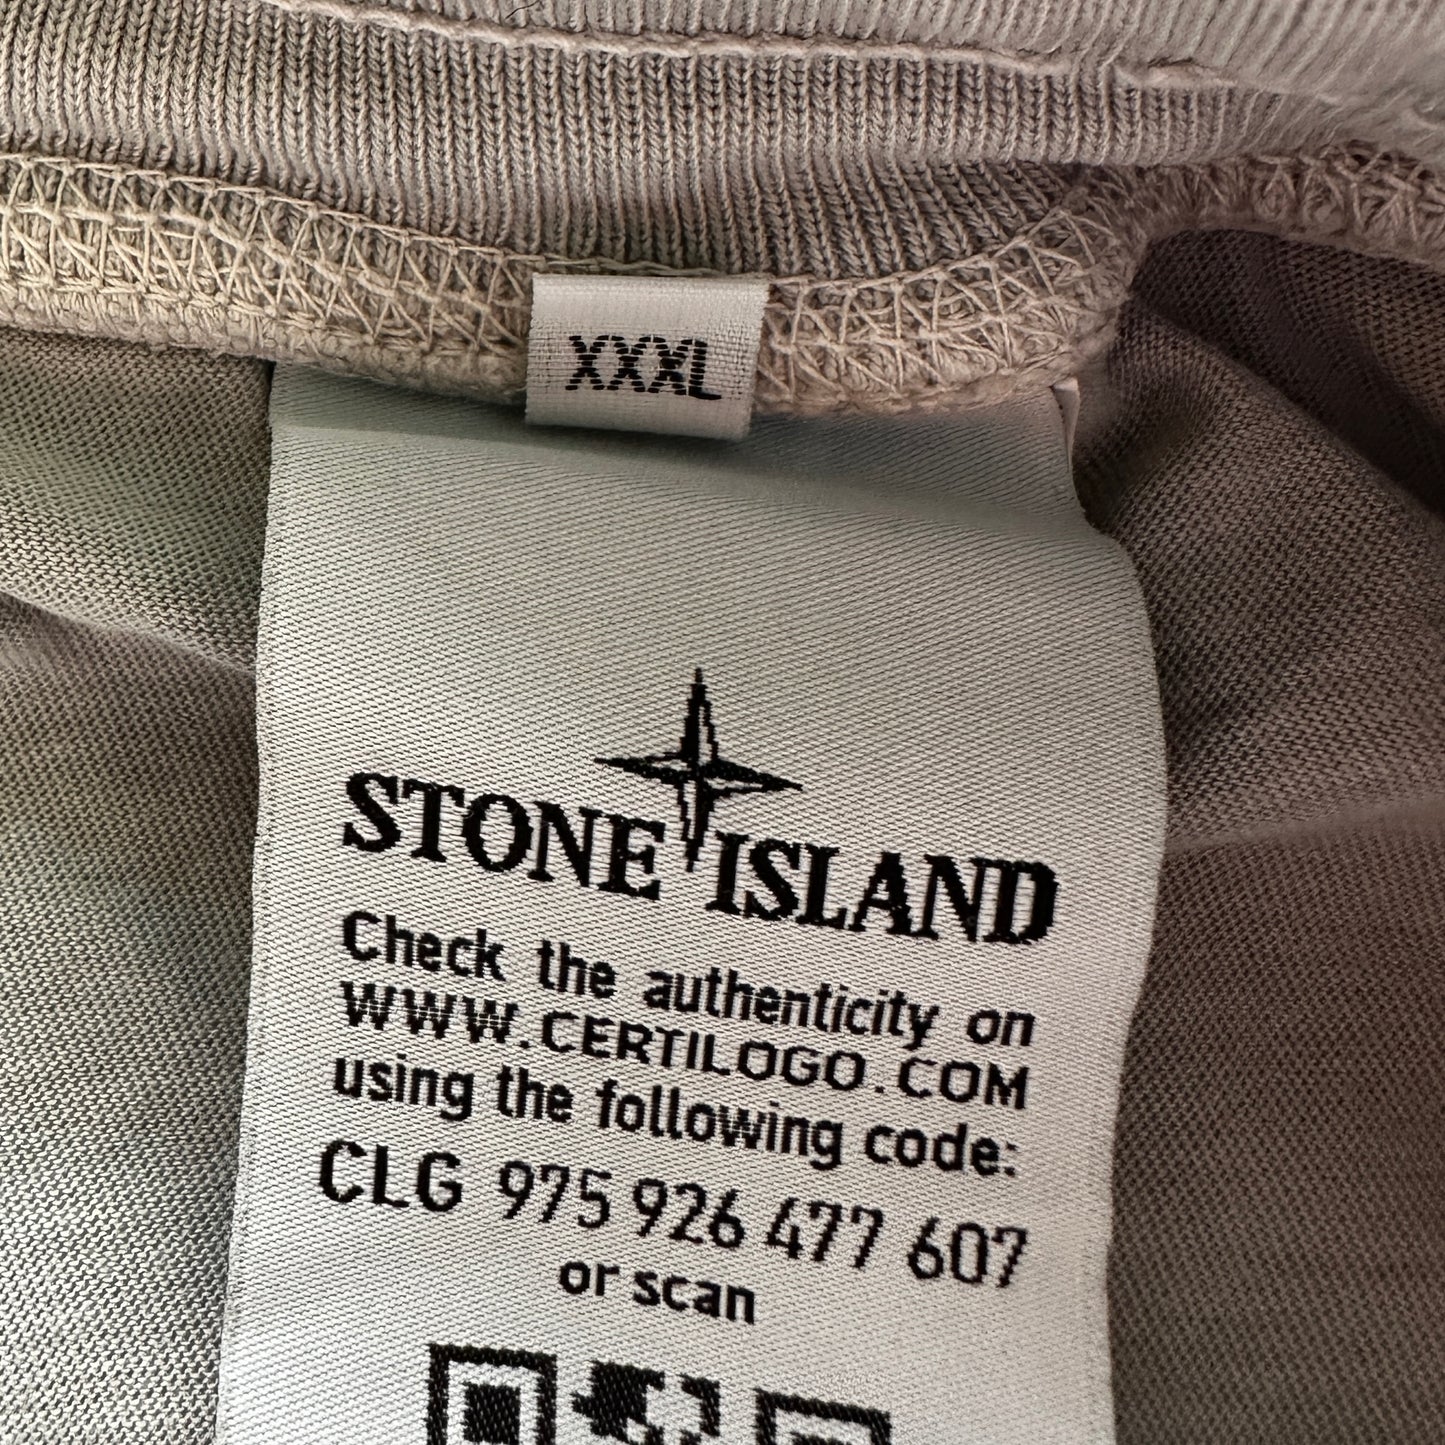 XXXL
STONE ISLAND
Check the authenticity on
WWW.CERTILOGO.COM
using the following code:
CLG 975 926 477 607
or scan